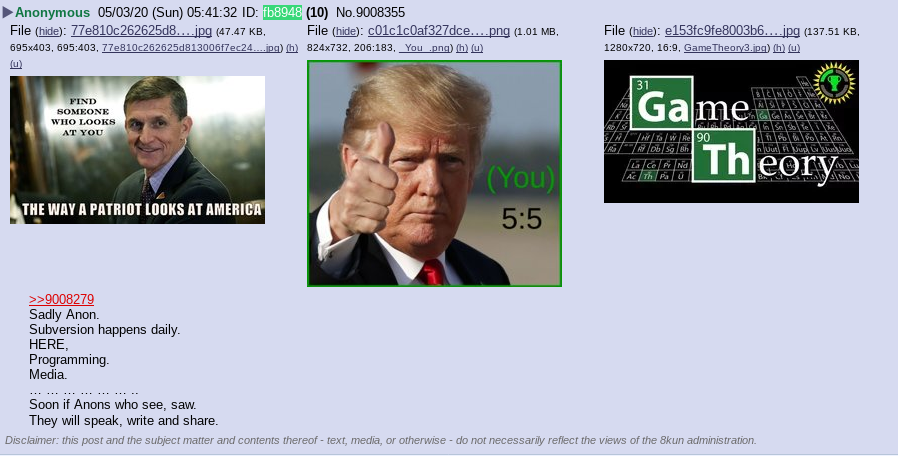 ▶Anonymous 05/03/20 (Sun) 05:41:32 ID: fb8948 (10) No.9008355
File (hide): 77e810c262625d8….jpg (47.47 KB, 695x403, 695:403, 77e810c262625d813006f7ec24….jpg) (h) (u)
FIND
SOMEONE
WHO LOOKS
AT YOU
THE WAY A PATRIOT LOOKS AT AMERICA
File (hide): c01c1c0af327dce….png (1.01 MB, 824x732, 206:183, _You_.png) (h) (u)
(You)
5:5
File (hide): e153fc9fe8003b6….jpg (137.51 KB, 1280x720, 16:9, GameTheory3.jpg) (h) (u)
31
Game
90
Theory
>>9008279
Sadly Anon.
Subversion happens daily.
HERE,
Programming.
Media.
… … … … … … ..
Soon if Anons who see, saw.
They will speak, write and share.
Disclaimer: this post and the subject matter and contents thereof - text, media, or otherwise - do not necessarily reflect the views of the 8kun administration.